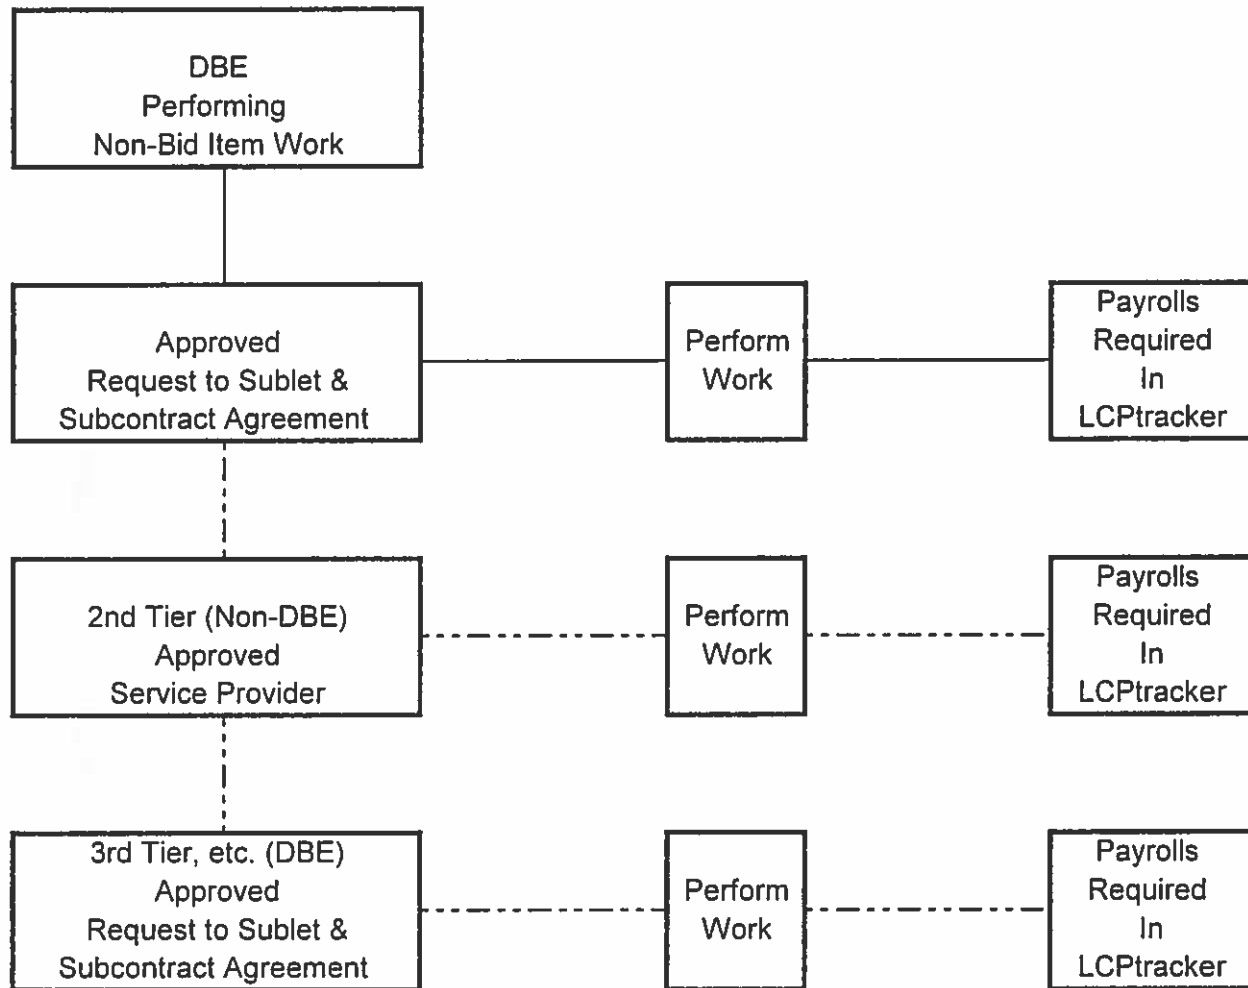 DBE
Performing
Non-Bid Item Work
Approved
Request to Sublet &
Subcontract Agreement
Perform
Work
Payrolls
Required
In
LCPtracker
2nd Tier (Non-DBE)
Approved
Service Provider
Perform
Work
Payrolls
Required
In
LCPtracker
3rd Tier, etc. (DBE)
Approved
Request to Sublet &
Subcontract Agreement
Perform
Work
Payrolls
Required
In
LCPtracker